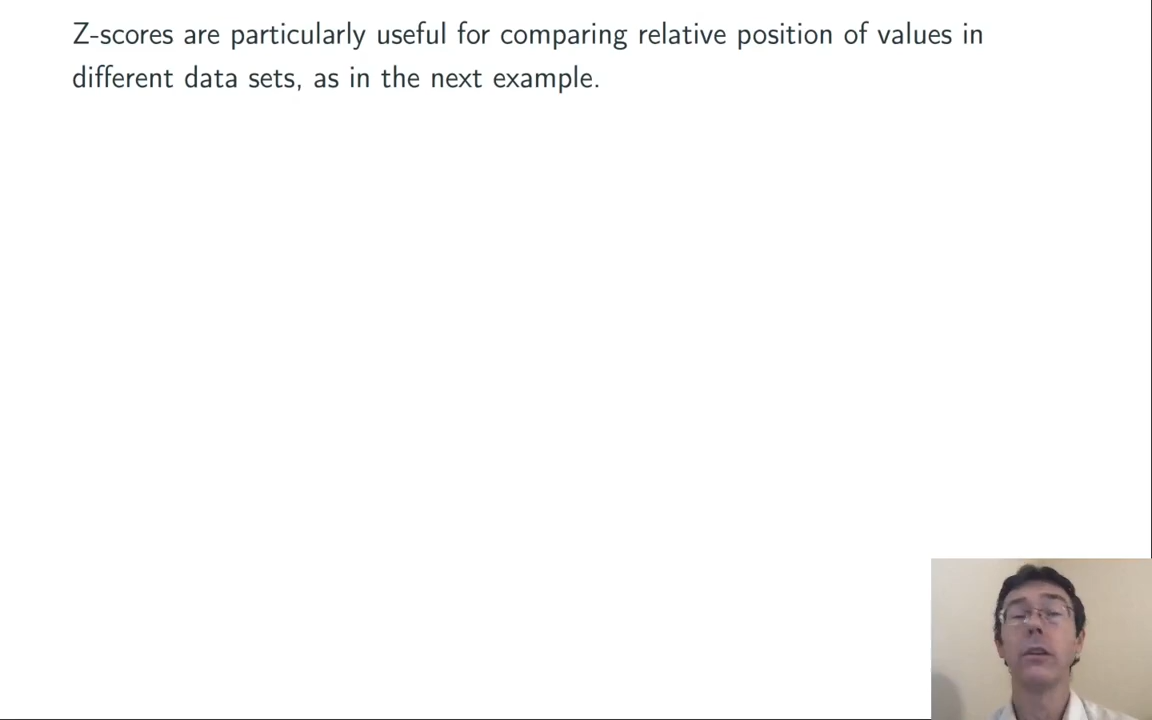 Z-scores are particularly useful for comparing relative position of values in
different data sets, as in the next example.